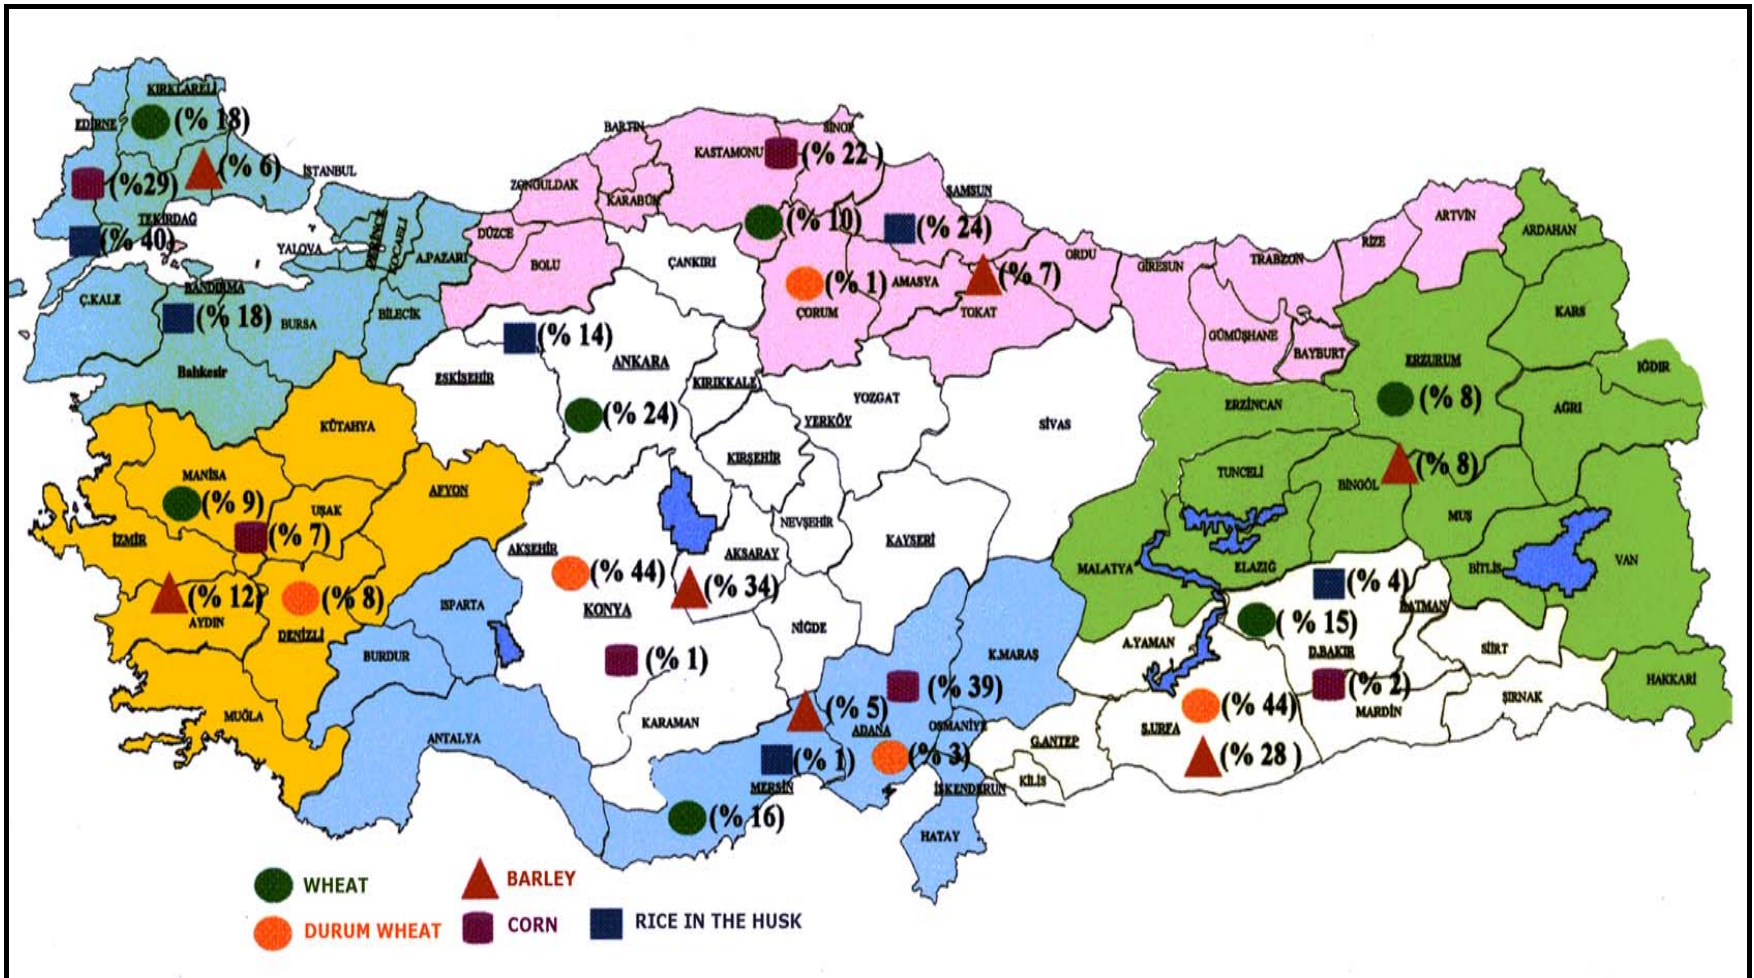 KIRKLARELİ
EDİRNE
(% 18)
(% 6)
(%29)
İSTANBUL
TEKİRDAĞ
(% 40)
YALOVA
KOCAELİ
A.PAZARI
Ç.KALE
BANDIRMA
(% 18)
BURSA
BİLECİK
Balıkesir
BARTIN
SİNOP
KASTAMONU
(% 22 )
ZONGULDAK
KARABÜK
SAMSUN
DÜZCE
(% 10)
(% 24)
BOLU
ÇANKIRI
(% 1)
AMASYA
(% 7)
ORDU
ÇORUM
TOKAT
GİRESUN
TRABZON
RİZE
ARTVİN
ARDAHAN
GÜMÜŞHANE
BAYBURT
KARS
ERZURUM
IĞDIR
(% 14)
ANKARA
ESKİŞEHİR
KIRIKKALE
(% 24)
YOZGAT
YERKÖY
SİVAS
ERZİNCAN
(% 8)
AĞRI
KÜTAHYA
KIRŞEHİR
TUNCELİ
BİNGÖL
(% 8)
MANİSA
(% 9)
UŞAK
AFYON
(% 7)
İZMİR
NEVŞEHİR
KAYSERİ
MUŞ
AKŞEHİR
(% 44)
AKSARAY
(% 34)
MALATYA
ELAZIĞ
BİTLİS
VAN
(% 12)
AYDIN
(% 8)
DENİZLİ
ISPARTA
KONYA
NİĞDE
(% 4)
BATMAN
( % 15)
A.YAMAN
D.BAKIR
SİİRT
BURDUR
(% 1)
K.MARAŞ
(% 39)
(% 2)
MARDİN
ŞIRNAK
HAKKARİ
MUĞLA
ANTALYA
KARAMAN
(% 5)
ADANA
OSMANİYE
(% 44)
Ş.URFA
G.ANTEP
(% 1)
(% 3)
(% 28 )
MERSİN
İSKENDERUN
KİLİS
(% 16)
HATAY
WHEAT
BARLEY
DURUM WHEAT
CORN
RICE IN THE HUSK